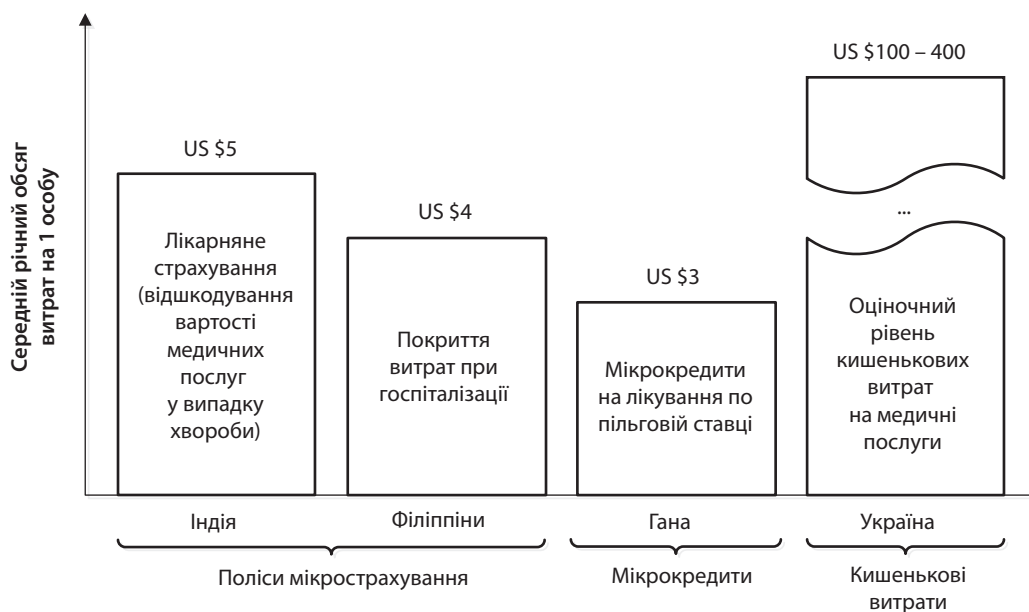 US $100 – 400
US $5
US $4
US $3
Середній річний обсяг
витрат на 1 особу
Лікарняне
страхування
(відшкодування
вартості
медичних
послуг
у випадку
хвороби)
Покриття
витрат при
госпіталізації
Мікрокредити
на лікування по
пільговій ставці
...
Оціночний
рівень
кишенькових
витрат
на медичні
послуги
Індія
Філіппіни
Гана
Україна
Поліси мікрострахування
Мікрокредити
Кишенькові
витрати